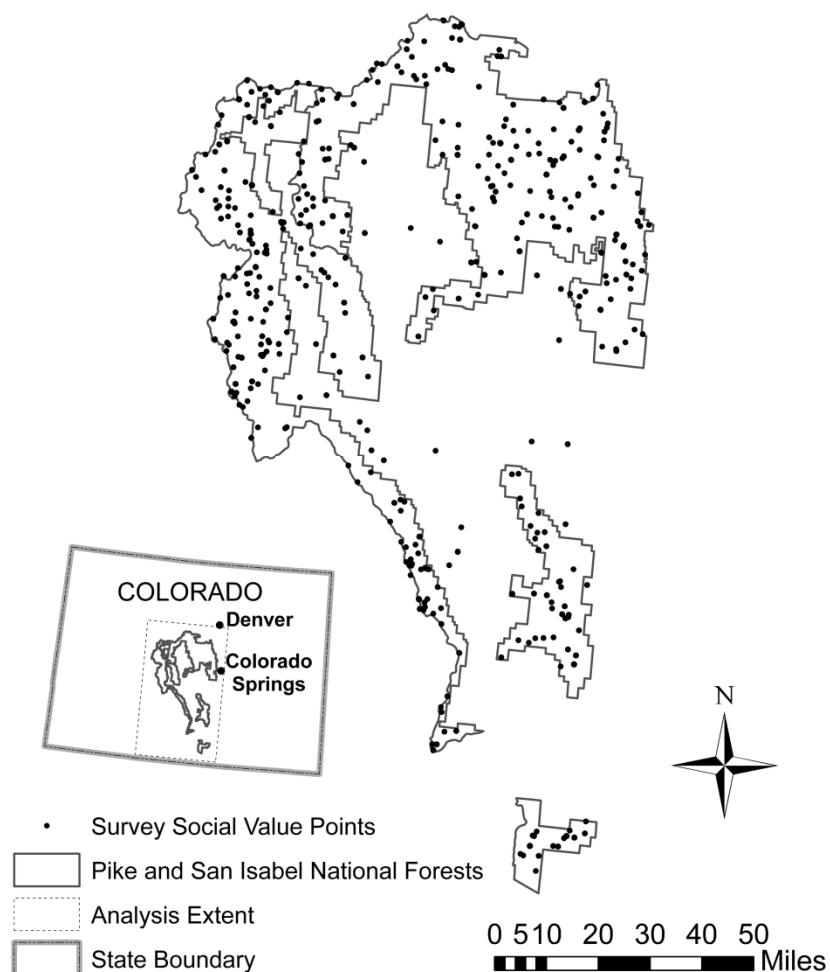 COLORADO
Denver
Colorado
Springs
N
Survey Social Value Points
Pike and San Isabel National Forests
Analysis Extent
State Boundary
0 5 10 20 30 40 50
Miles